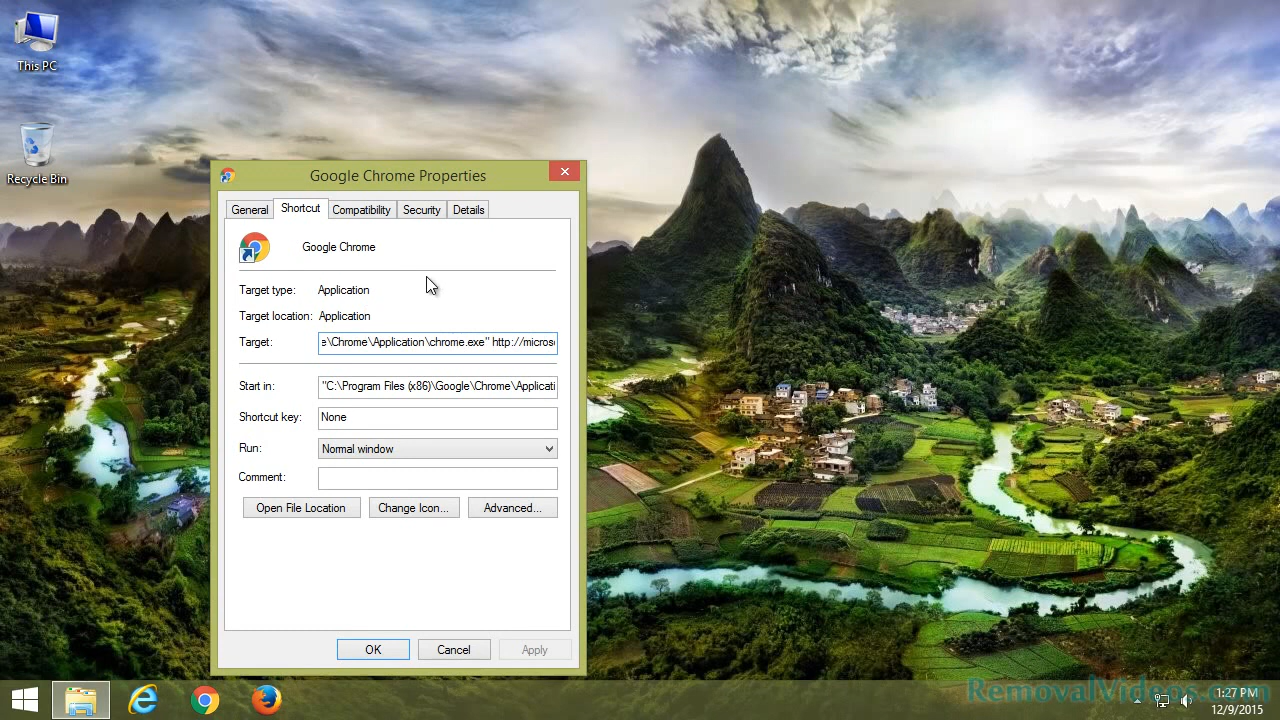 This PC
Recycle Bin
Google Chrome Properties
General Shortcut Compatibility Security Details
Google Chrome
Target type: Application
Target location: Application
Target: e\Chrome\Application\chrome.exe" http://micros
Start in: "C:\Program Files (x86)\Google\Chrome\Applicati
Shortcut key: None
Run: Normal window
Comment:
Open File Location Change Icon... Advanced...
OK Cancel Apply
RemovalVideos.com
1:27 PM
12/9/2015